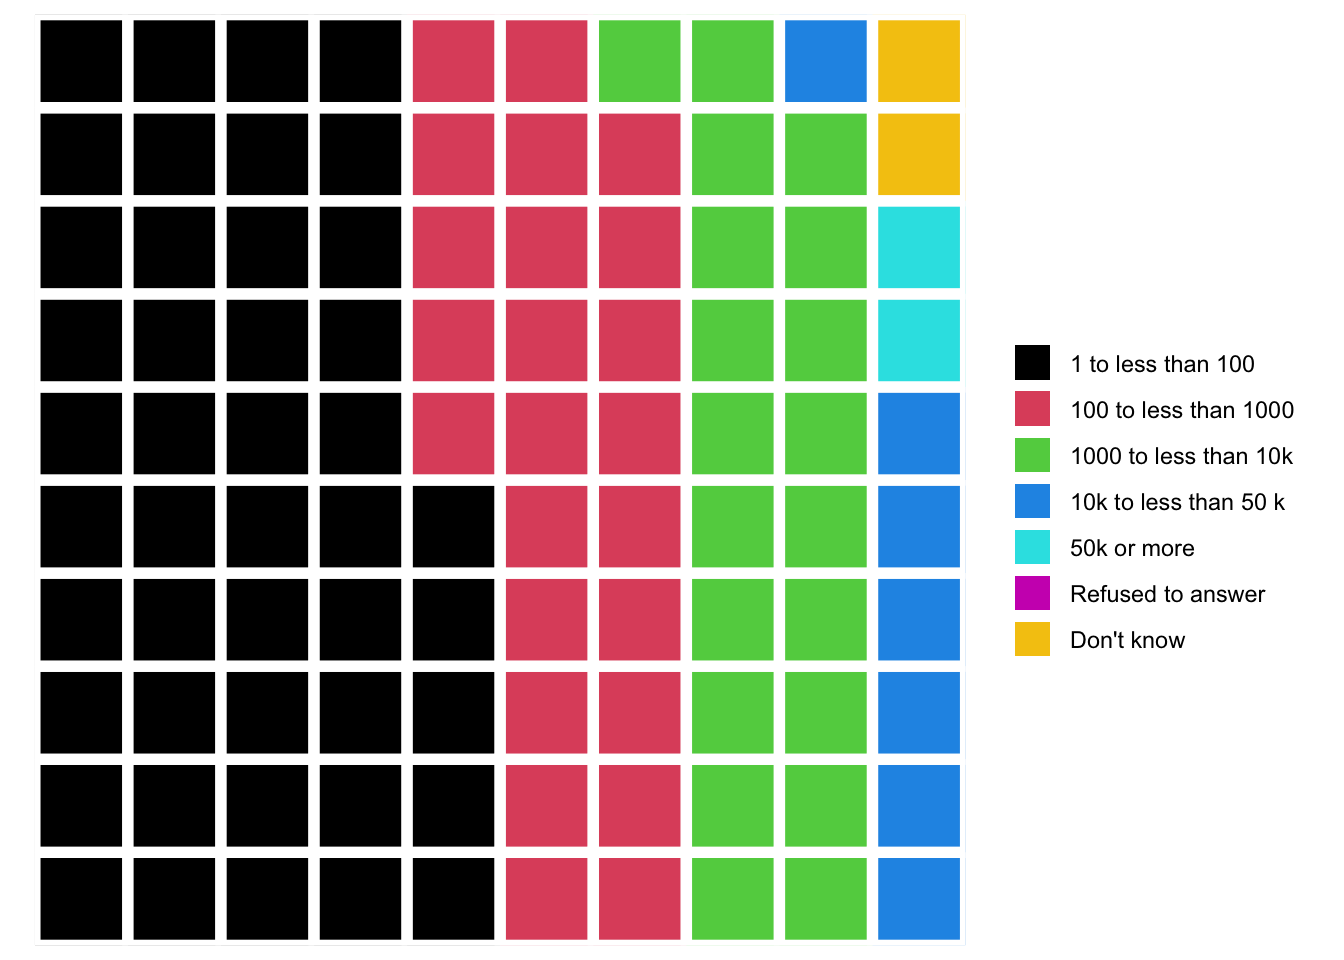 1 to less than 100
100 to less than 1000
1000 to less than 10k
10k to less than 50 k
50k or more
Refused to answer
Don't know